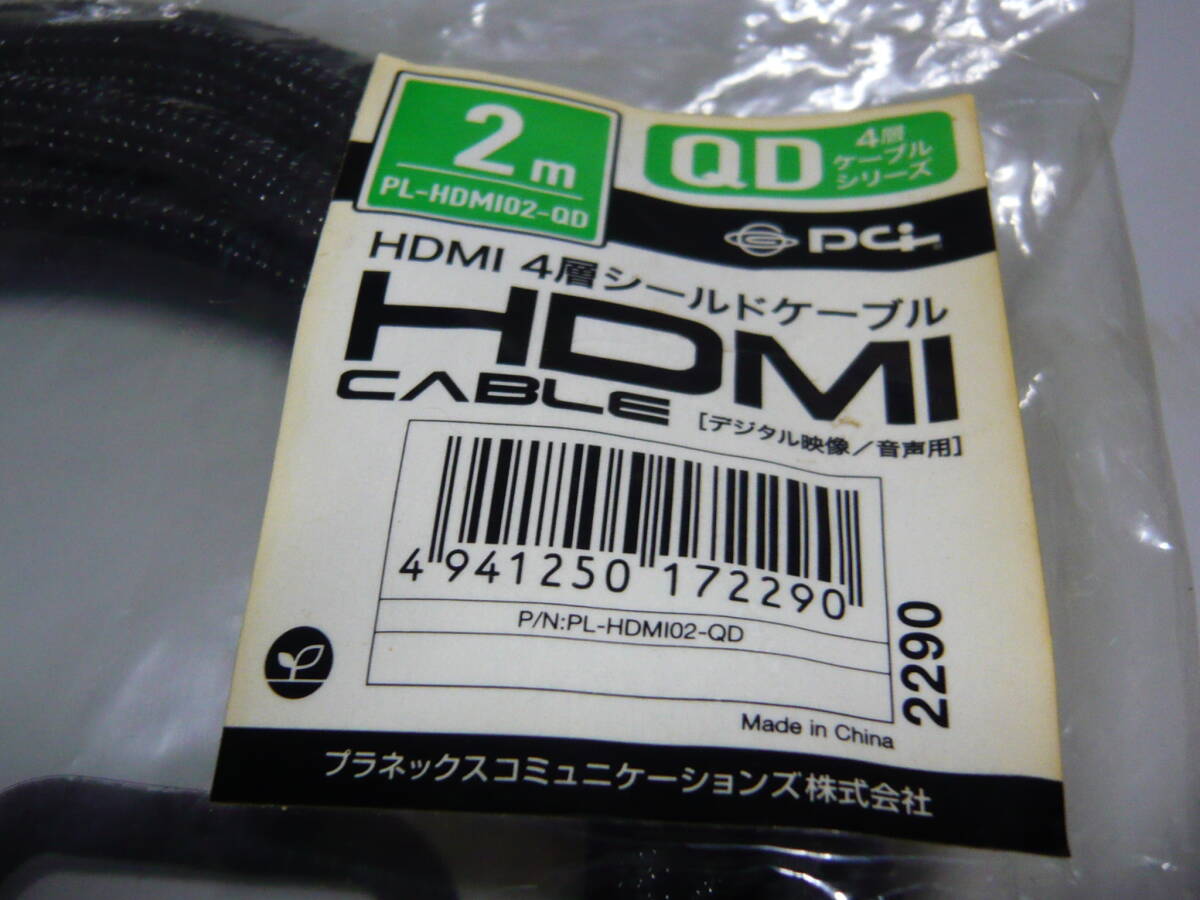 2m
PL-HDMI02-QD
QD
4層
ケーブル
シリーズ
PCi
HDMI 4層シールドケーブル
HDMI
CABLE
[デジタル映像／音声用]
4 941250 172290
P/N:PL-HDMI02-QD
2290
Made in China
プラネックスコミュニケーションズ株式会社